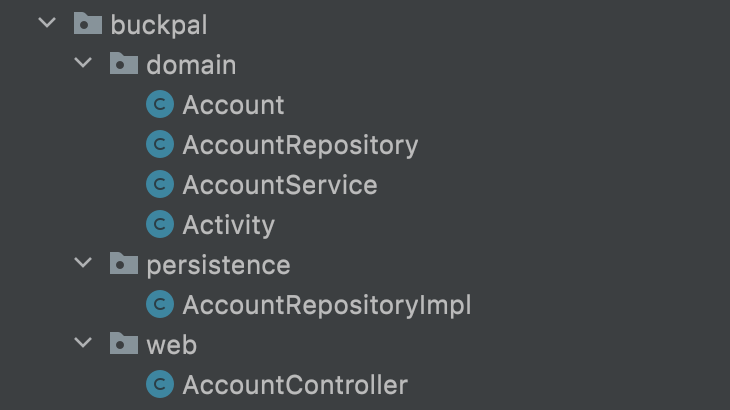 buckpal
domain
C Account
C AccountRepository
C AccountService
C Activity
persistence
C AccountRepositoryImpl
web
C AccountController